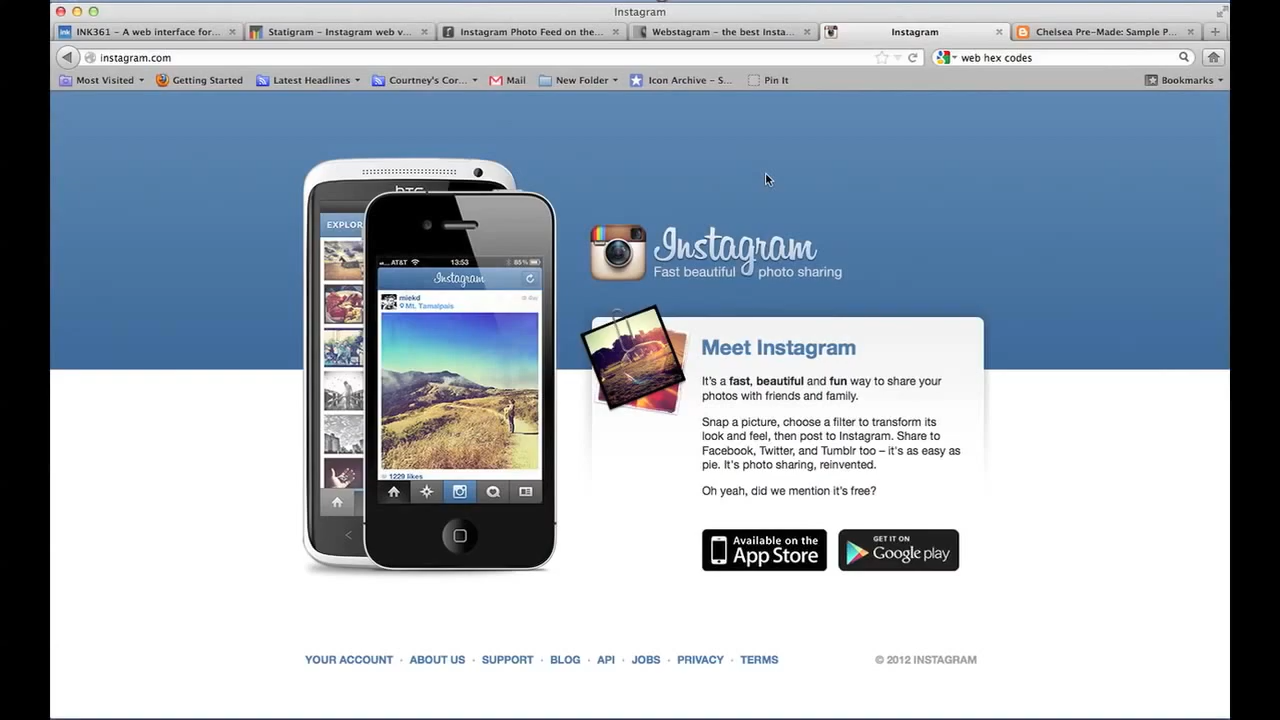 Instagram
INK361 - A web interface for...
Statigram – Instagram web v...
Instagram Photo Feed on the...
Webstagram – the best Insta...
Instagram
Chelsea Pre-Made: Sample P...
instagram.com
web hex codes
Most Visited
Getting Started
Latest Headlines
Courtney's Cor...
Mail
New Folder
Icon Archive – S...
Pin It
Bookmarks
hTC
EXPLOR
AT&T 13:53 85%
Instagram
miekd
Mt. Tamalpais
1229 likes
Instagram
Fast beautiful photo sharing
Meet Instagram
It's a fast, beautiful and fun way to share your
photos with friends and family.
Snap a picture, choose a filter to transform its
look and feel, then post to Instagram. Share to
Facebook, Twitter, and Tumblr too – it's as easy as
pie. It's photo sharing, reinvented.
Oh yeah, did we mention it's free?
Available on the
App Store
GET IT ON
Google play
YOUR ACCOUNT · ABOUT US · SUPPORT · BLOG · API · JOBS · PRIVACY · TERMS
© 2012 INSTAGRAM